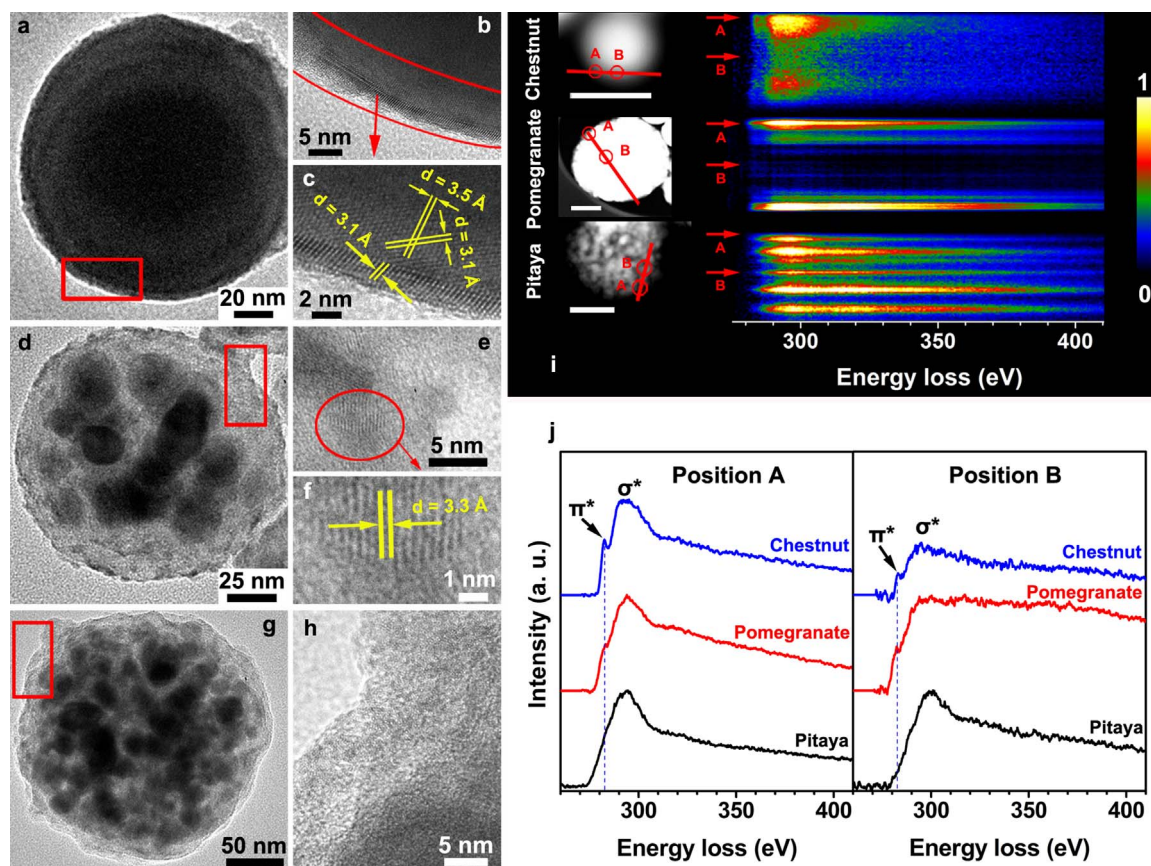 a
20 nm
b
5 nm
c
d = 3.5 Å
d = 3.1 Å
d = 3.1 Å
2 nm
d
25 nm
e
5 nm
f
d = 3.3 Å
1 nm
g
50 nm
h
5 nm
Chestnut
A B
A
B
Pomegranate
A
B
A
B
Pitaya
B
A
A
B
1
0
300 350 400
Energy loss (eV)
i
j
Position A
π*
σ*
Chestnut
Pomegranate
Pitaya
Position B
π*
σ*
Chestnut
Pomegranate
Pitaya
Intensity (a. u.)
300 350 400
300 350 400
Energy loss (eV)
Energy loss (eV)